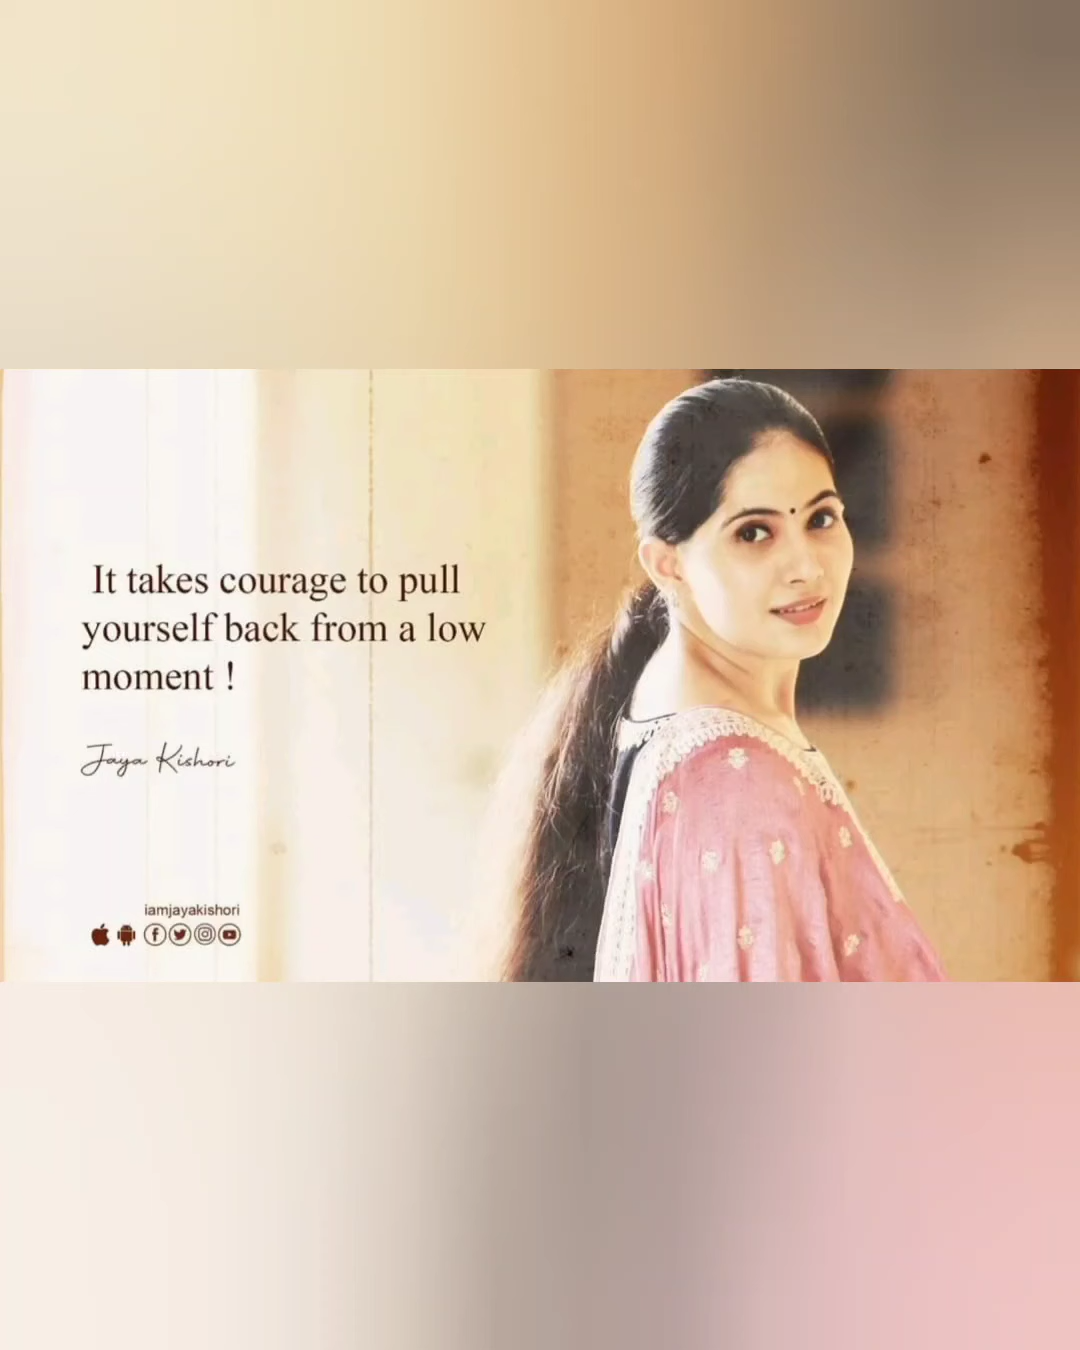 It takes courage to pull
yourself back from a low
moment !
Jaya Kishori
iamjayakishori